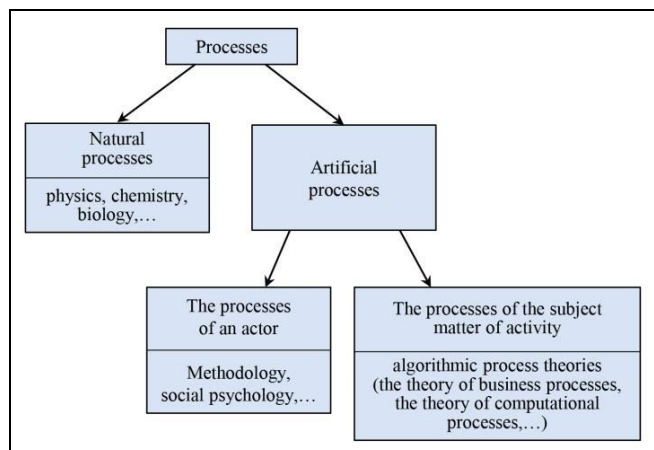 Processes
Natural
processes
physics, chemistry,
biology,…
Artificial
processes
The processes
of an actor
Methodology,
social psychology,…
The processes of the subject
matter of activity
algorithmic process theories
(the theory of business processes,
the theory of computational
processes,…)